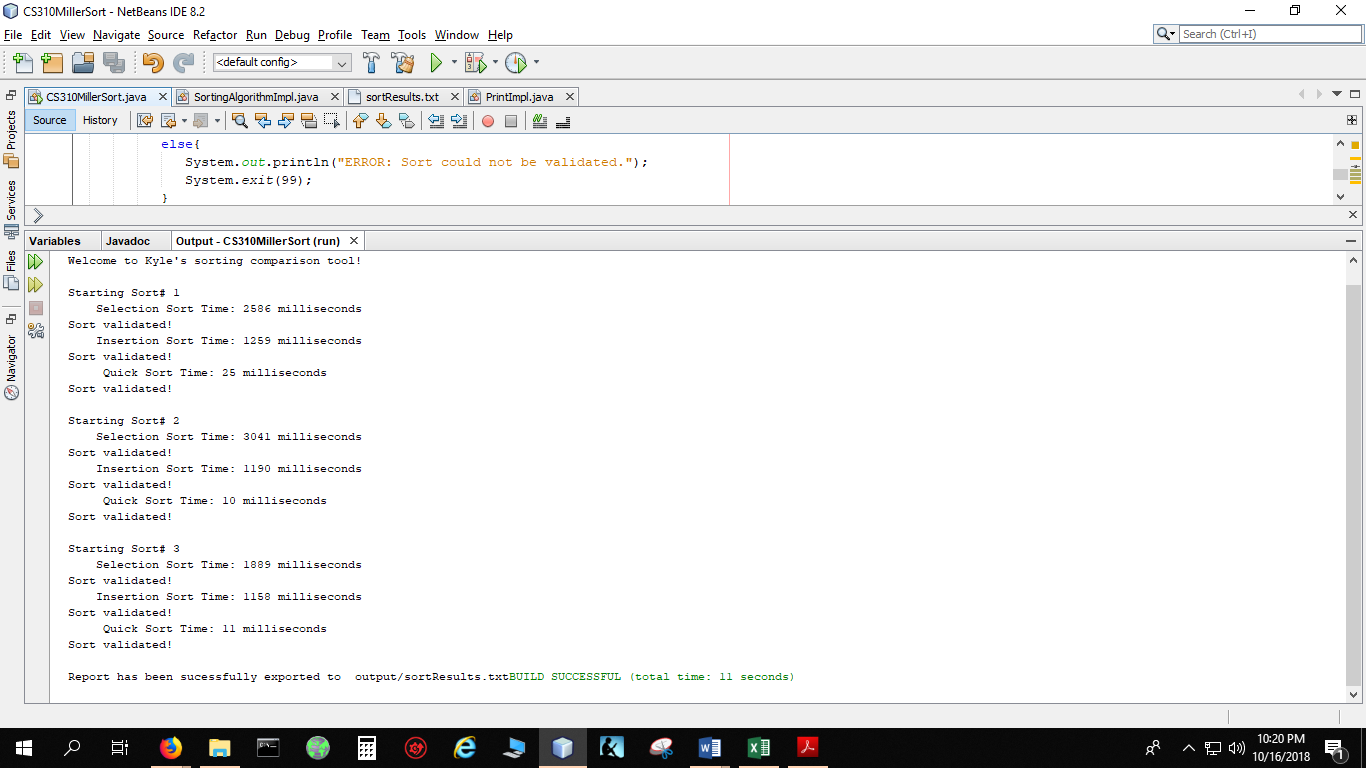 CS310MillerSort - NetBeans IDE 8.2
File Edit View Navigate Source Refactor Run Debug Profile Team Tools Window Help
Search (Ctrl+I)
<default config>
CS310MillerSort.java SortingAlgorithmImpl.java sortResults.txt PrintImpl.java
Source History
Projects
Services
Files
Navigator
else{
System.out.println("ERROR: Sort could not be validated.");
System.exit(99);
}
Variables Javadoc Output - CS310MillerSort (run)
Welcome to Kyle's sorting comparison tool!
Starting Sort# 1
Selection Sort Time: 2586 milliseconds
Sort validated!
Insertion Sort Time: 1259 milliseconds
Sort validated!
Quick Sort Time: 25 milliseconds
Sort validated!
Starting Sort# 2
Selection Sort Time: 3041 milliseconds
Sort validated!
Insertion Sort Time: 1190 milliseconds
Sort validated!
Quick Sort Time: 10 milliseconds
Sort validated!
Starting Sort# 3
Selection Sort Time: 1889 milliseconds
Sort validated!
Insertion Sort Time: 1158 milliseconds
Sort validated!
Quick Sort Time: 11 milliseconds
Sort validated!
Report has been sucessfully exported to  output/sortResults.txtBUILD SUCCESSFUL (total time: 11 seconds)
10:20 PM
10/16/2018
1